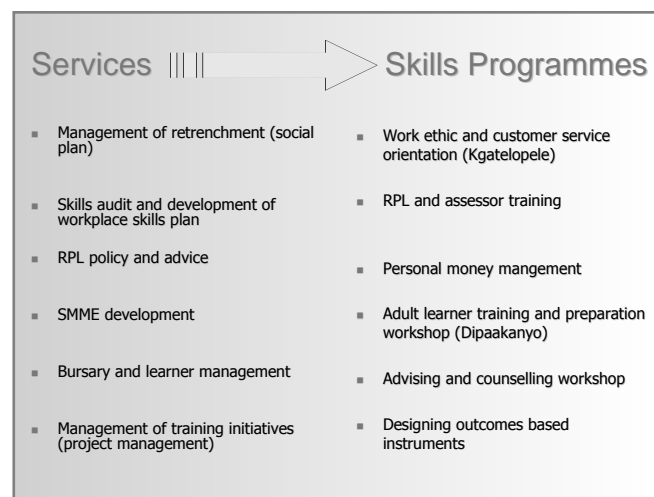 Services
Skills Programmes
Management of retrenchment (social
plan)
Skills audit and development of
workplace skills plan
RPL policy and advice
SMME development
Bursary and learner management
Management of training initiatives
(project management)
Work ethic and customer service
orientation (Kgatelopele)
RPL and assessor training
Personal money mangement
Adult learner training and preparation
workshop (Dipaakanyo)
Advising and counselling workshop
Designing outcomes based
instruments